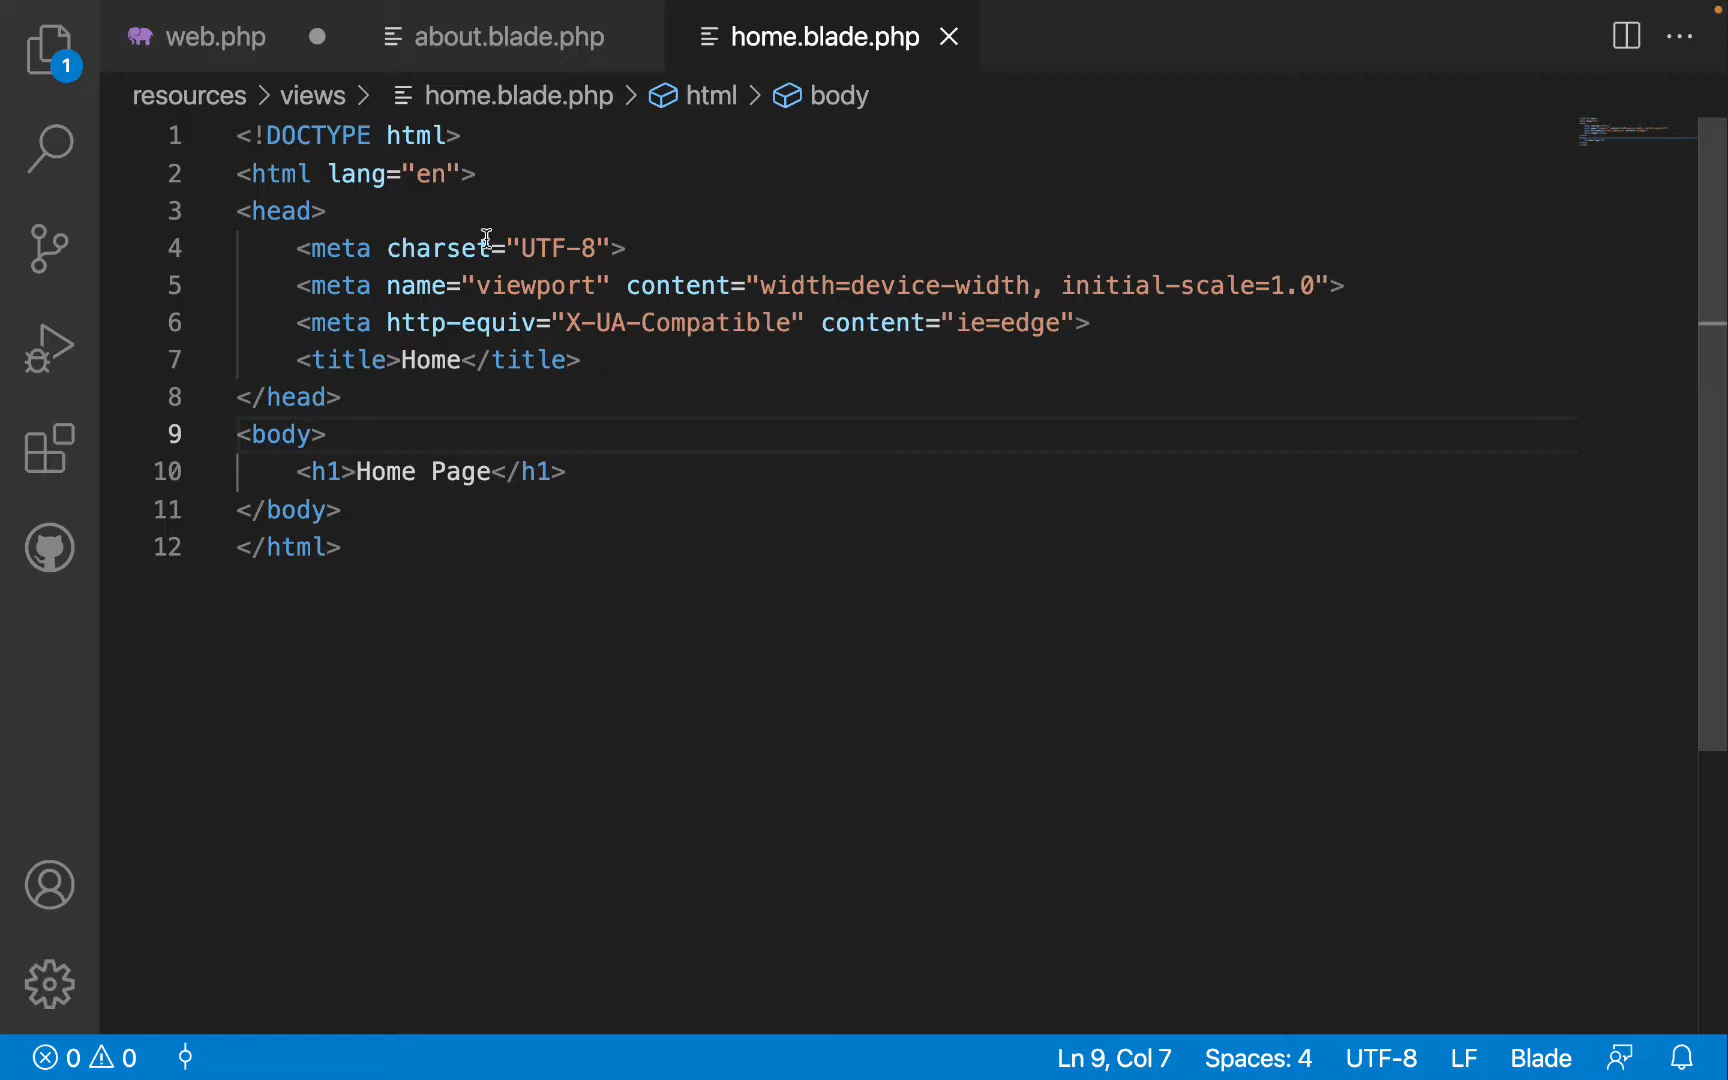 web.php about.blade.php home.blade.php
1
resources > views > home.blade.php > html > body
1 <!DOCTYPE html>
2 <html lang="en">
3 <head>
4 <meta charset="UTF-8">
5 <meta name="viewport" content="width=device-width, initial-scale=1.0">
6 <meta http-equiv="X-UA-Compatible" content="ie=edge">
7 <title>Home</title>
8 </head>
9 <body>
10 <h1>Home Page</h1>
11 </body>
12 </html>
0 0 Ln 9, Col 7 Spaces: 4 UTF-8 LF Blade